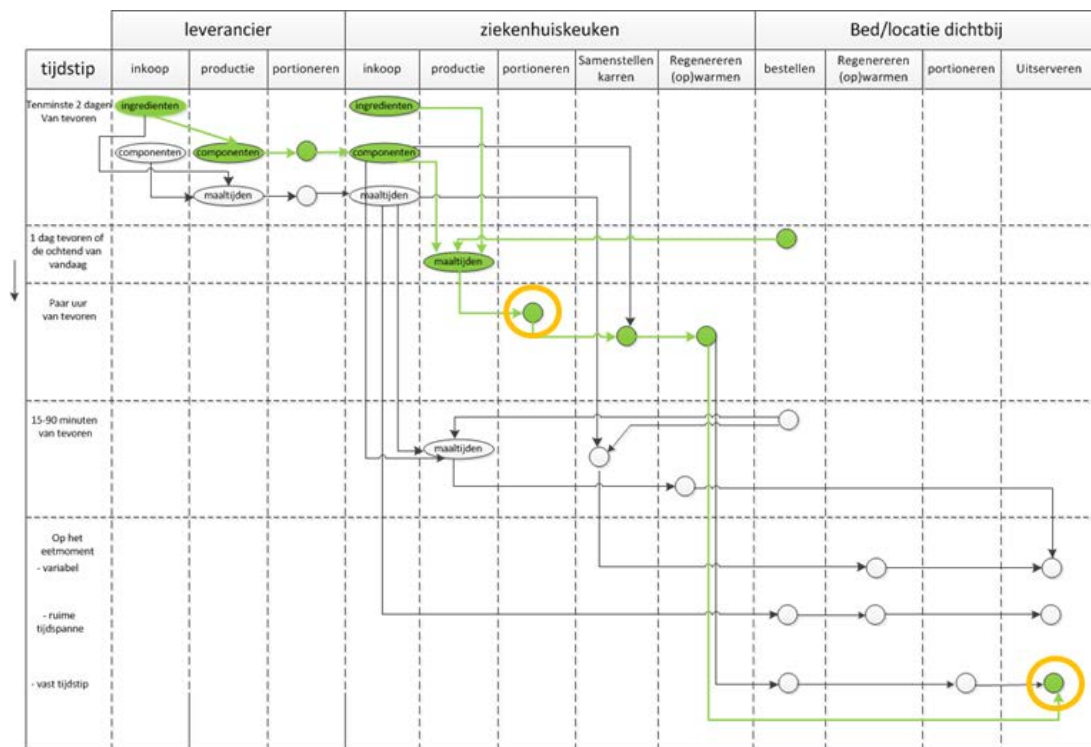 leverancier ziekenhuiskeuken Bed/locatie dichtbij
tijdstip inkoop productie portioneren inkoop productie portioneren Samenstellen karren Regenereren (op)warmen bestellen Regenereren (op)warmen portioneren Uitserveren
Tenminste 2 dagen
Van tevoren
ingredienten ingredienten
componenten componenten componenten
maaltijden maaltijden
1 dag tevoren of
de ochtend van
vandaag
maaltijden
Paar uur
van tevoren
15-90 minuten
van tevoren
maaltijden
Op het
eetmoment
- variabel
- ruime
tijdspanne
- vast tijdstip